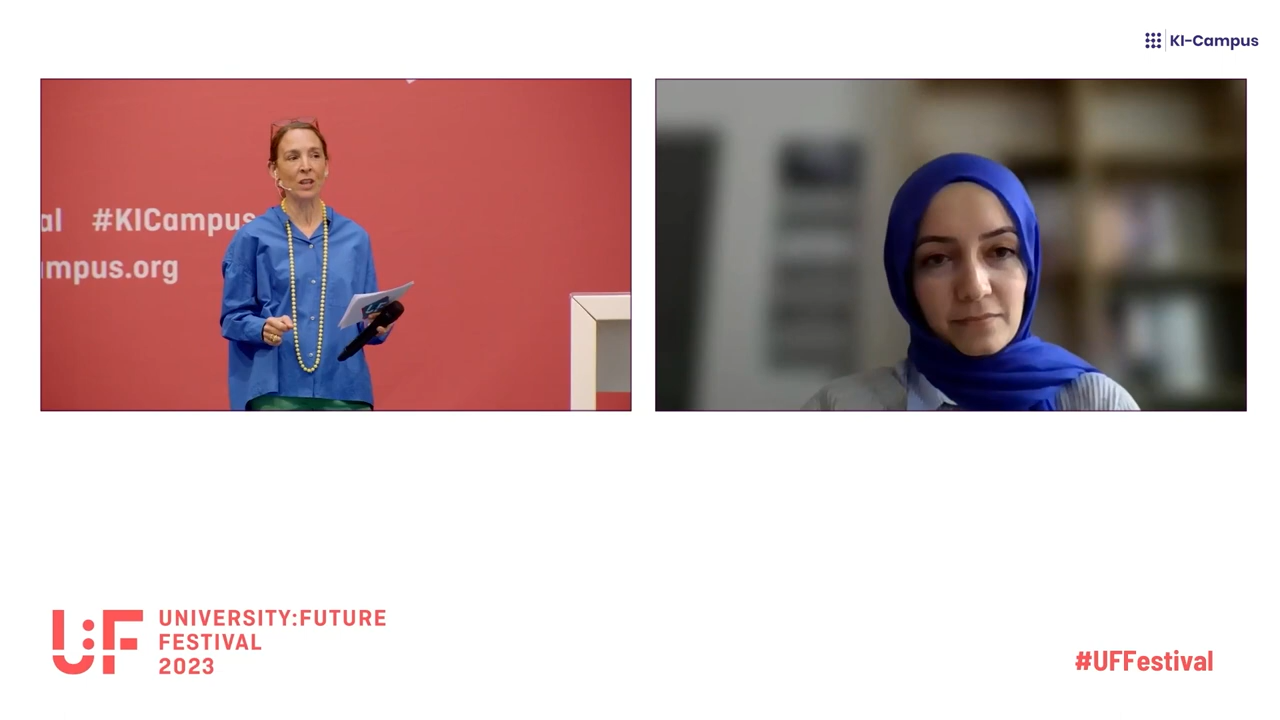 KI-Campus
al #KICampus
mpus.org
U:F
UNIVERSITY:FUTURE
FESTIVAL
2023
#UFFestival